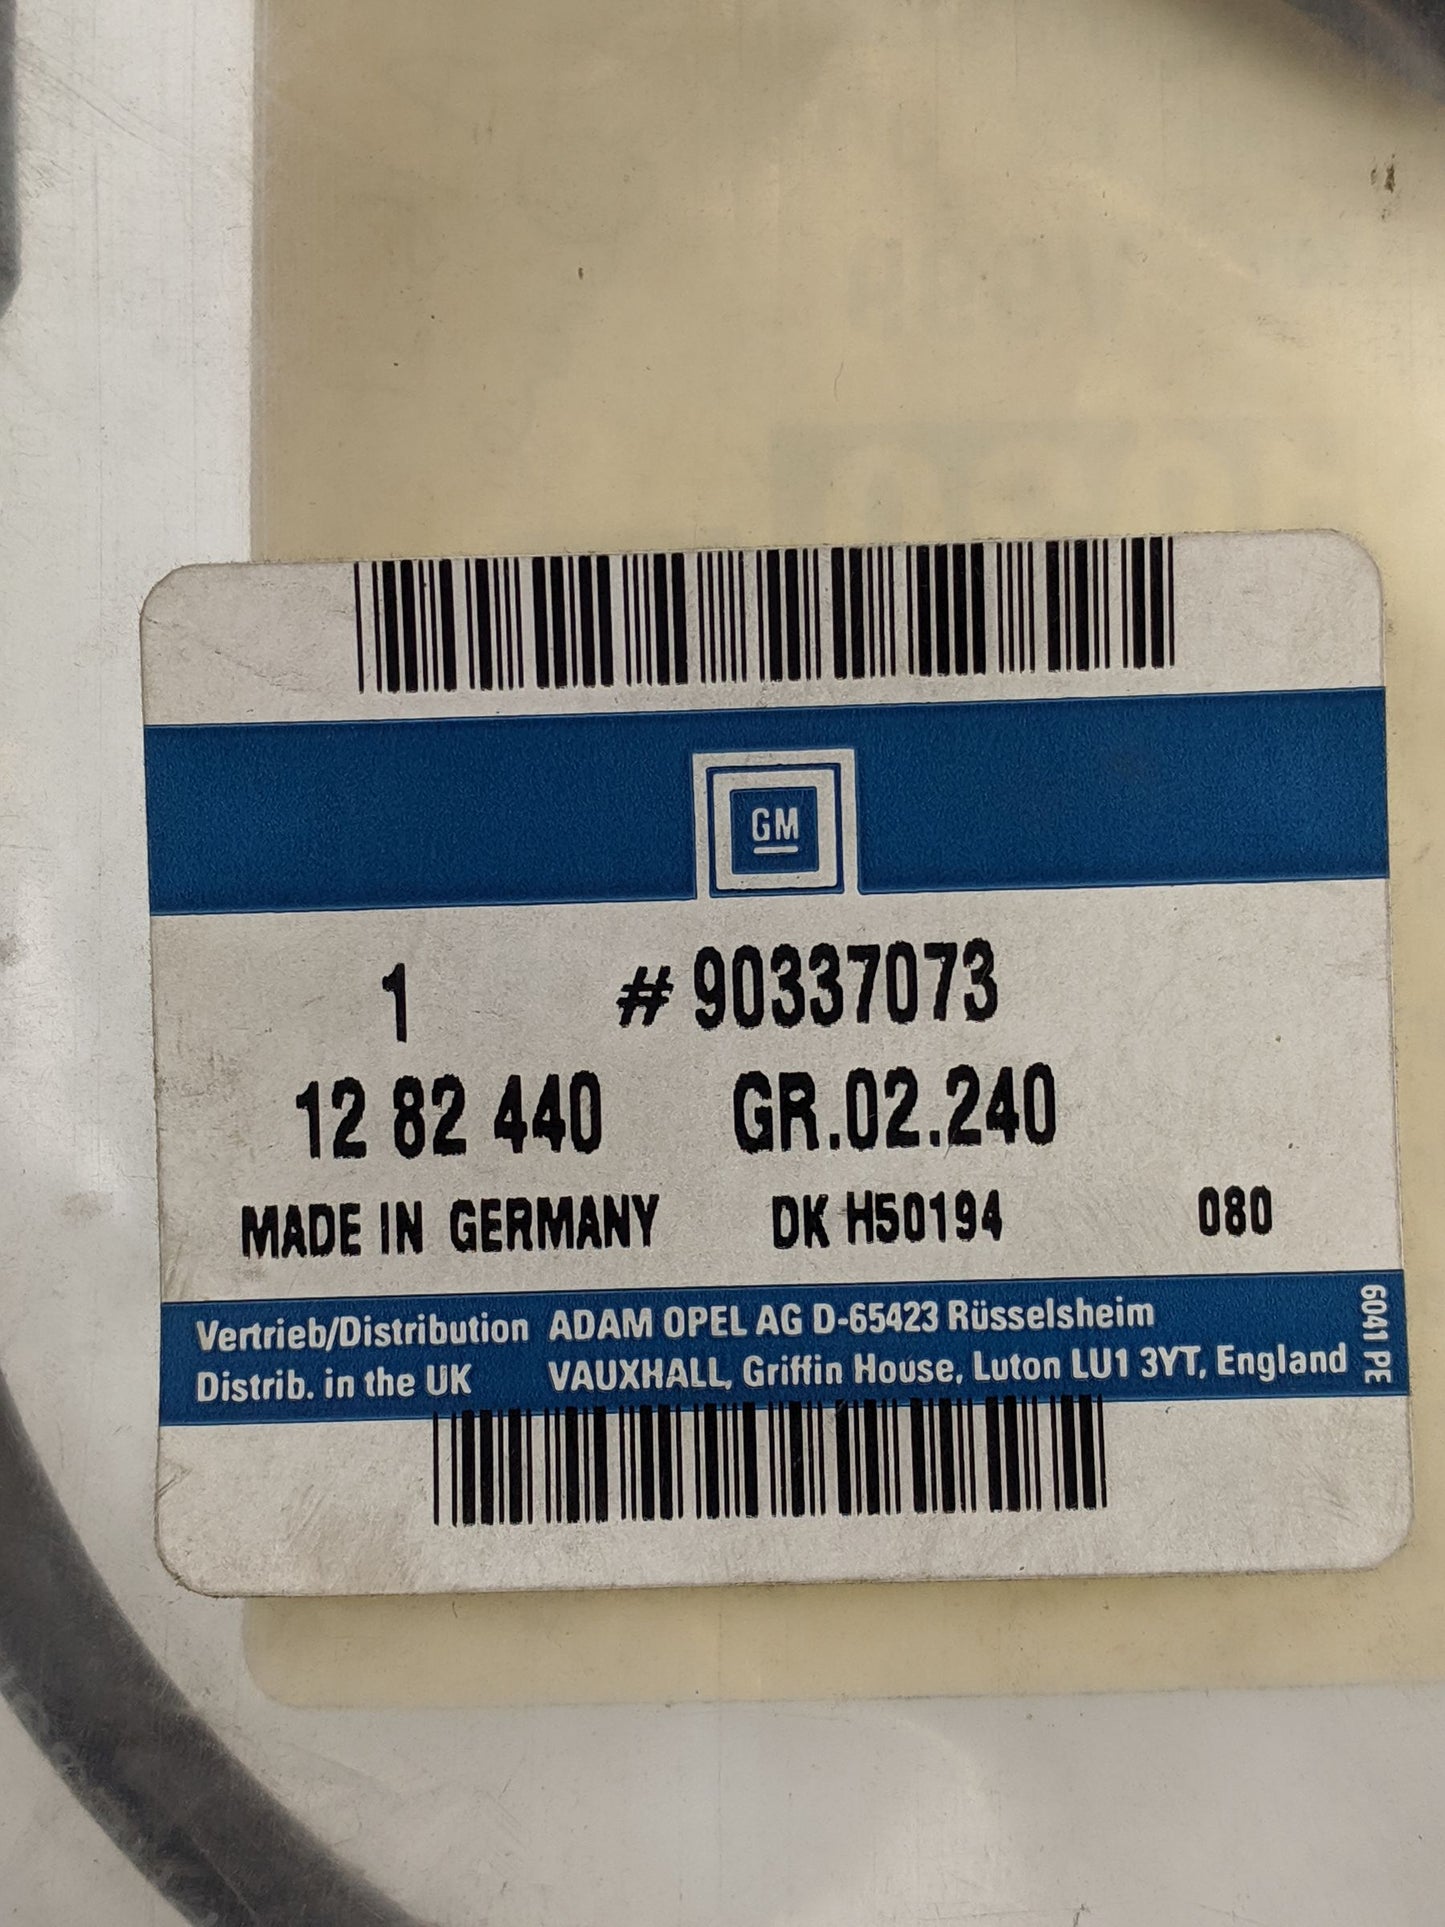 GM
1 # 90337073
12 82 440 GR.02.240
MADE IN GERMANY DK H50194 080
Vertrieb/Distribution ADAM OPEL AG D-65423 Rüsselsheim
Distrib. in the UK VAUXHALL, Griffin House, Luton LU1 3YT, England
6041 PE